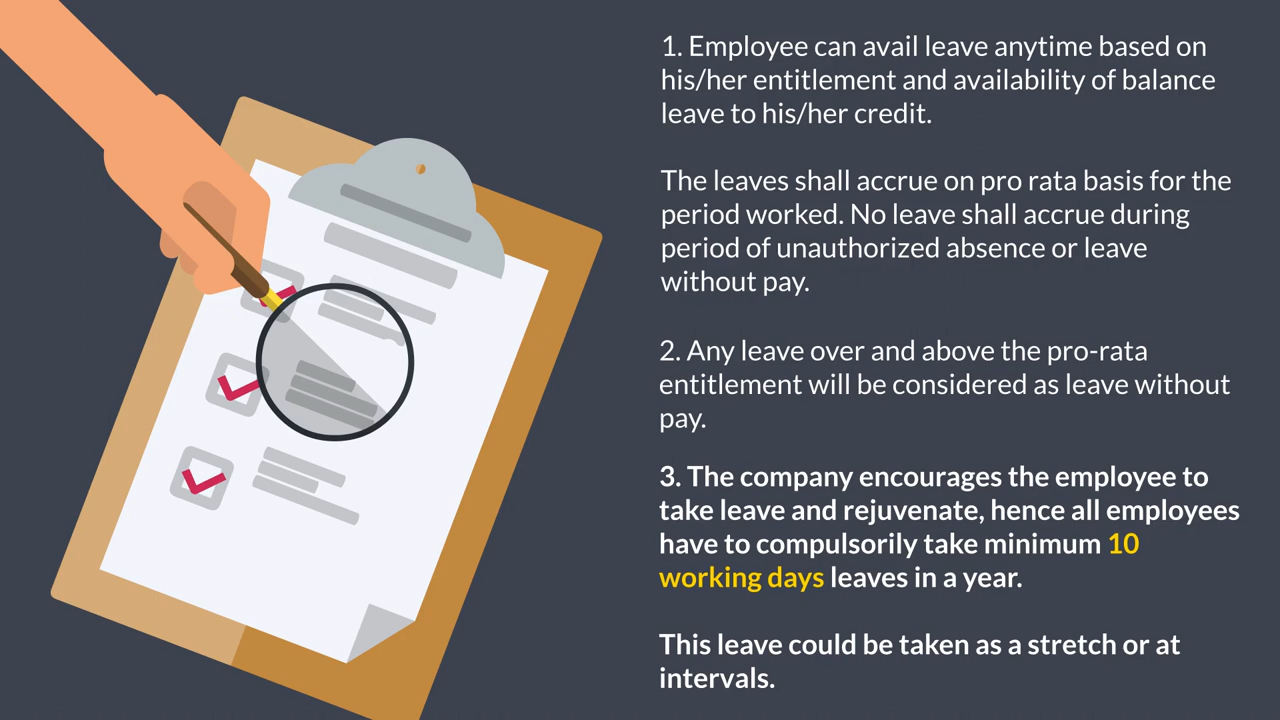 1. Employee can avail leave anytime based on
his/her entitlement and availability of balance
leave to his/her credit.
The leaves shall accrue on pro rata basis for the
period worked. No leave shall accrue during
period of unauthorized absence or leave
without pay.
2. Any leave over and above the pro-rata
entitlement will be considered as leave without
pay.
3. The company encourages the employee to
take leave and rejuvenate, hence all employees
have to compulsorily take minimum 10
working days leaves in a year.
This leave could be taken as a stretch or at
intervals.